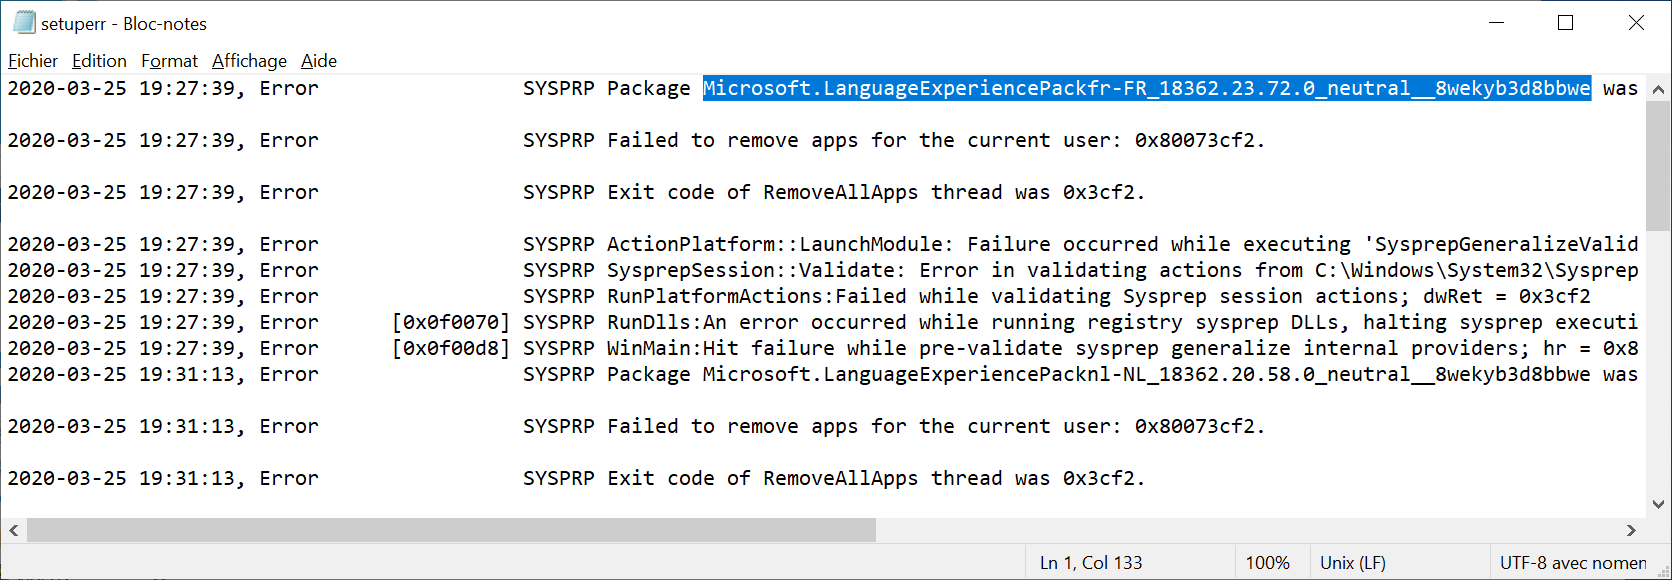 setuperr - Bloc-notes
Fichier Edition Format Affichage Aide
2020-03-25 19:27:39, Error SYSPRP Package Microsoft.LanguageExperiencePackfr-FR_18362.23.72.0_neutral__8wekyb3d8bbwe was
2020-03-25 19:27:39, Error SYSPRP Failed to remove apps for the current user: 0x80073cf2.
2020-03-25 19:27:39, Error SYSPRP Exit code of RemoveAllApps thread was 0x3cf2.
2020-03-25 19:27:39, Error SYSPRP ActionPlatform::LaunchModule: Failure occurred while executing 'SysprepGeneralizeValid
2020-03-25 19:27:39, Error SYSPRP SysprepSession::Validate: Error in validating actions from C:\Windows\System32\Sysprep
2020-03-25 19:27:39, Error SYSPRP RunPlatformActions:Failed while validating Sysprep session actions; dwRet = 0x3cf2
2020-03-25 19:27:39, Error [0x0f0070] SYSPRP RunDlls:An error occurred while running registry sysprep DLLs, halting sysprep executi
2020-03-25 19:27:39, Error [0x0f00d8] SYSPRP WinMain:Hit failure while pre-validate sysprep generalize internal providers; hr = 0x8
2020-03-25 19:31:13, Error SYSPRP Package Microsoft.LanguageExperiencePacknl-NL_18362.20.58.0_neutral__8wekyb3d8bbwe was
2020-03-25 19:31:13, Error SYSPRP Failed to remove apps for the current user: 0x80073cf2.
2020-03-25 19:31:13, Error SYSPRP Exit code of RemoveAllApps thread was 0x3cf2.
Ln 1, Col 133 100% Unix (LF) UTF-8 avec nomen